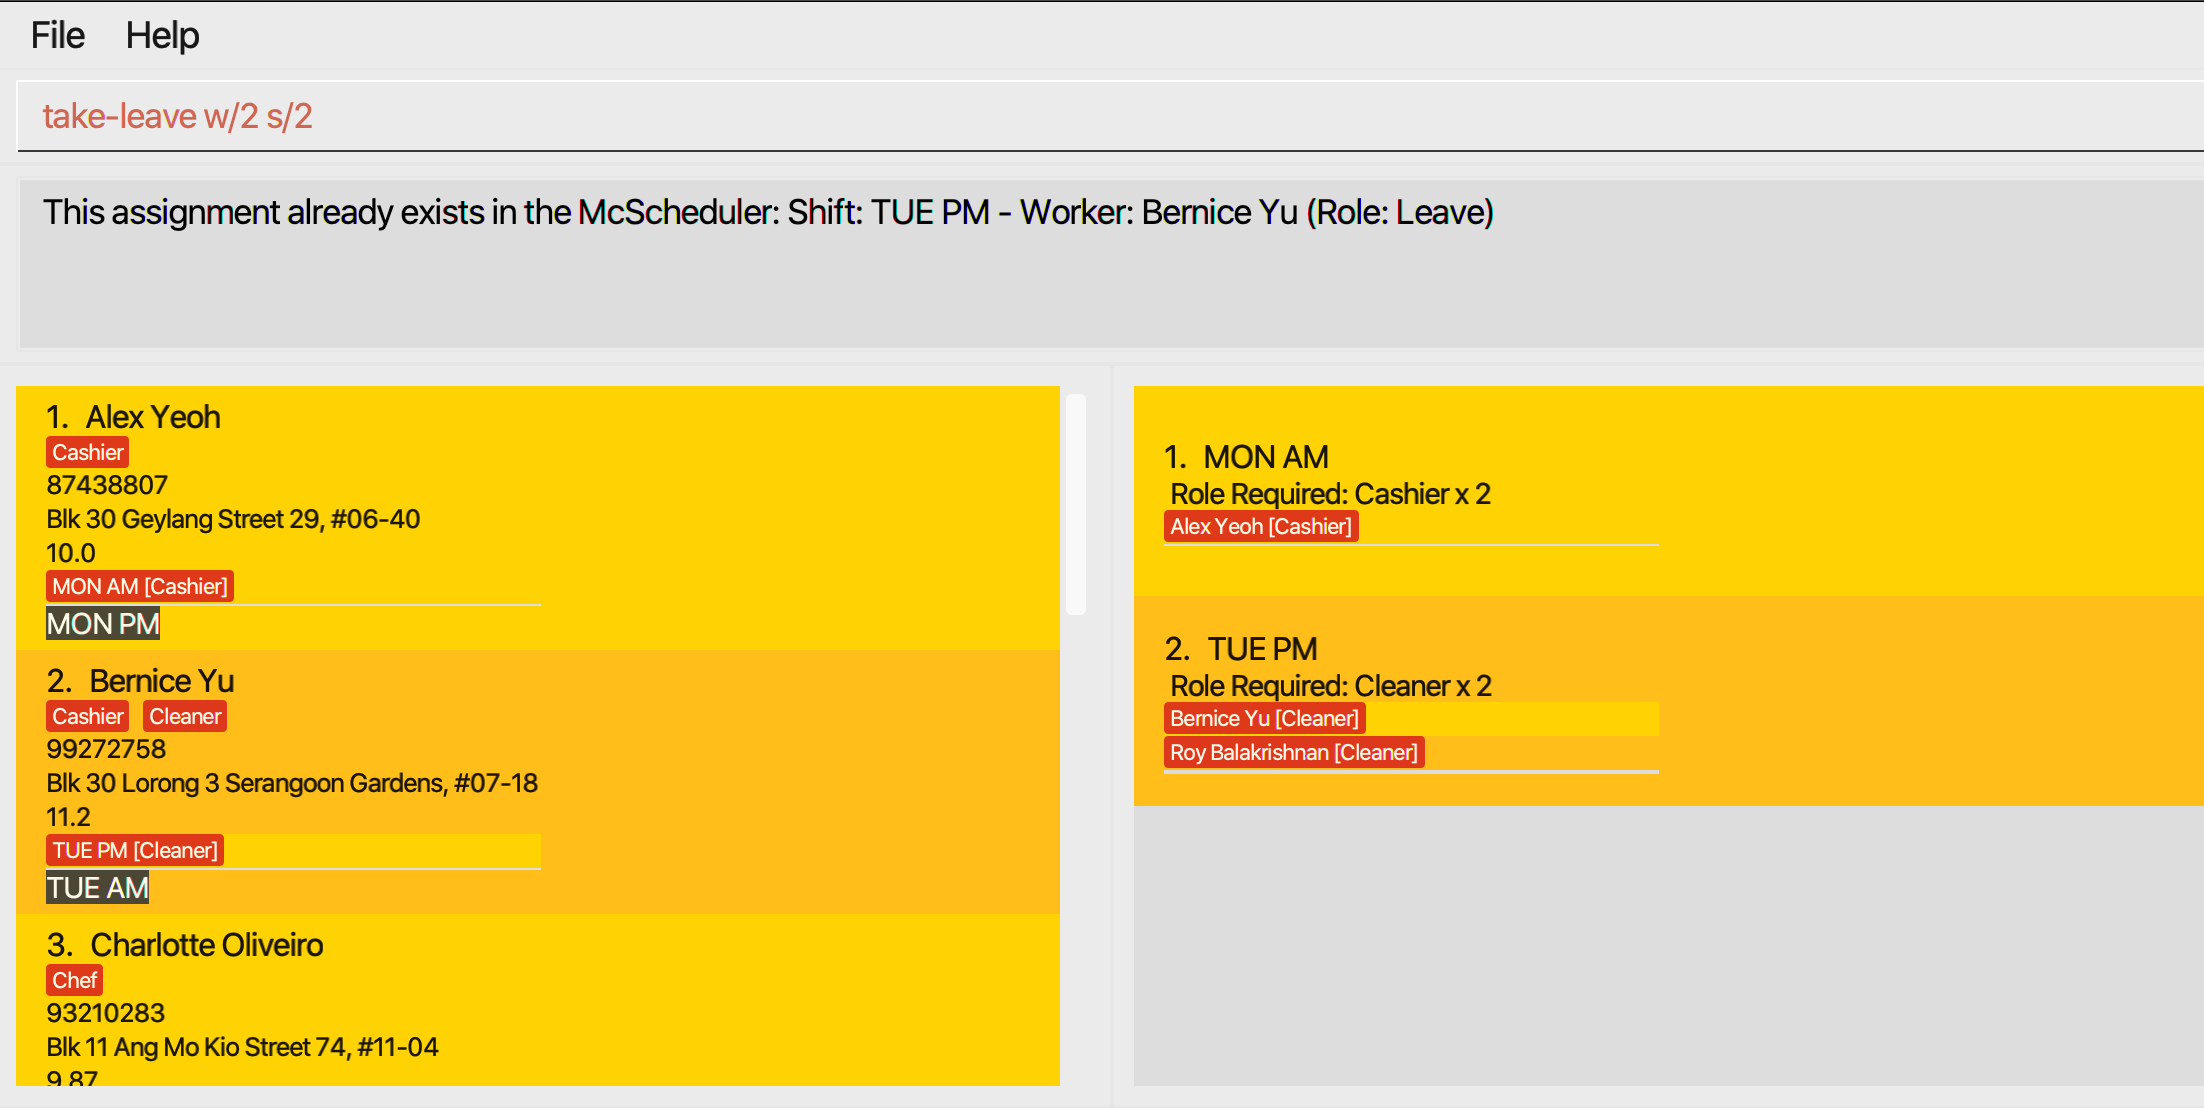 File Help
take-leave w/2 s/2
This assignment already exists in the McScheduler: Shift: TUE PM - Worker: Bernice Yu (Role: Leave)
1. Alex Yeoh
Cashier
87438807
Blk 30 Geylang Street 29, #06-40
10.0
MON AM [Cashier]
MON PM
2. Bernice Yu
Cashier Cleaner
99272758
Blk 30 Lorong 3 Serangoon Gardens, #07-18
11.2
TUE PM [Cleaner]
TUE AM
3. Charlotte Oliveiro
Chef
93210283
Blk 11 Ang Mo Kio Street 74, #11-04
9.87
1. MON AM
Role Required: Cashier x 2
Alex Yeoh [Cashier]
2. TUE PM
Role Required: Cleaner x 2
Bernice Yu [Cleaner]
Roy Balakrishnan [Cleaner]